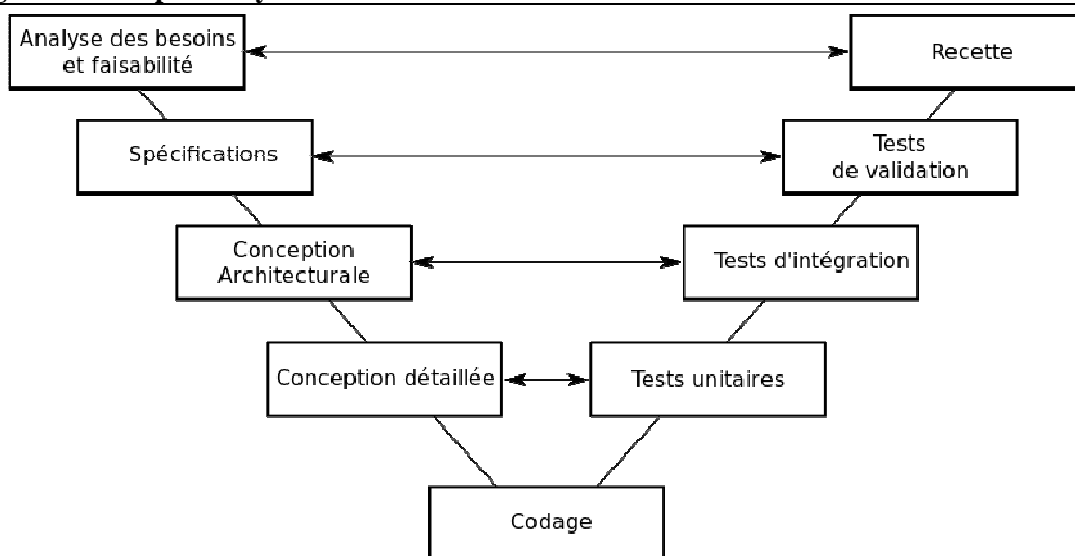 Analyse des besoins
et faisabilité
Recette
Spécifications
Tests
de validation
Conception
Architecturale
Tests d'intégration
Conception détaillée
Tests unitaires
Codage